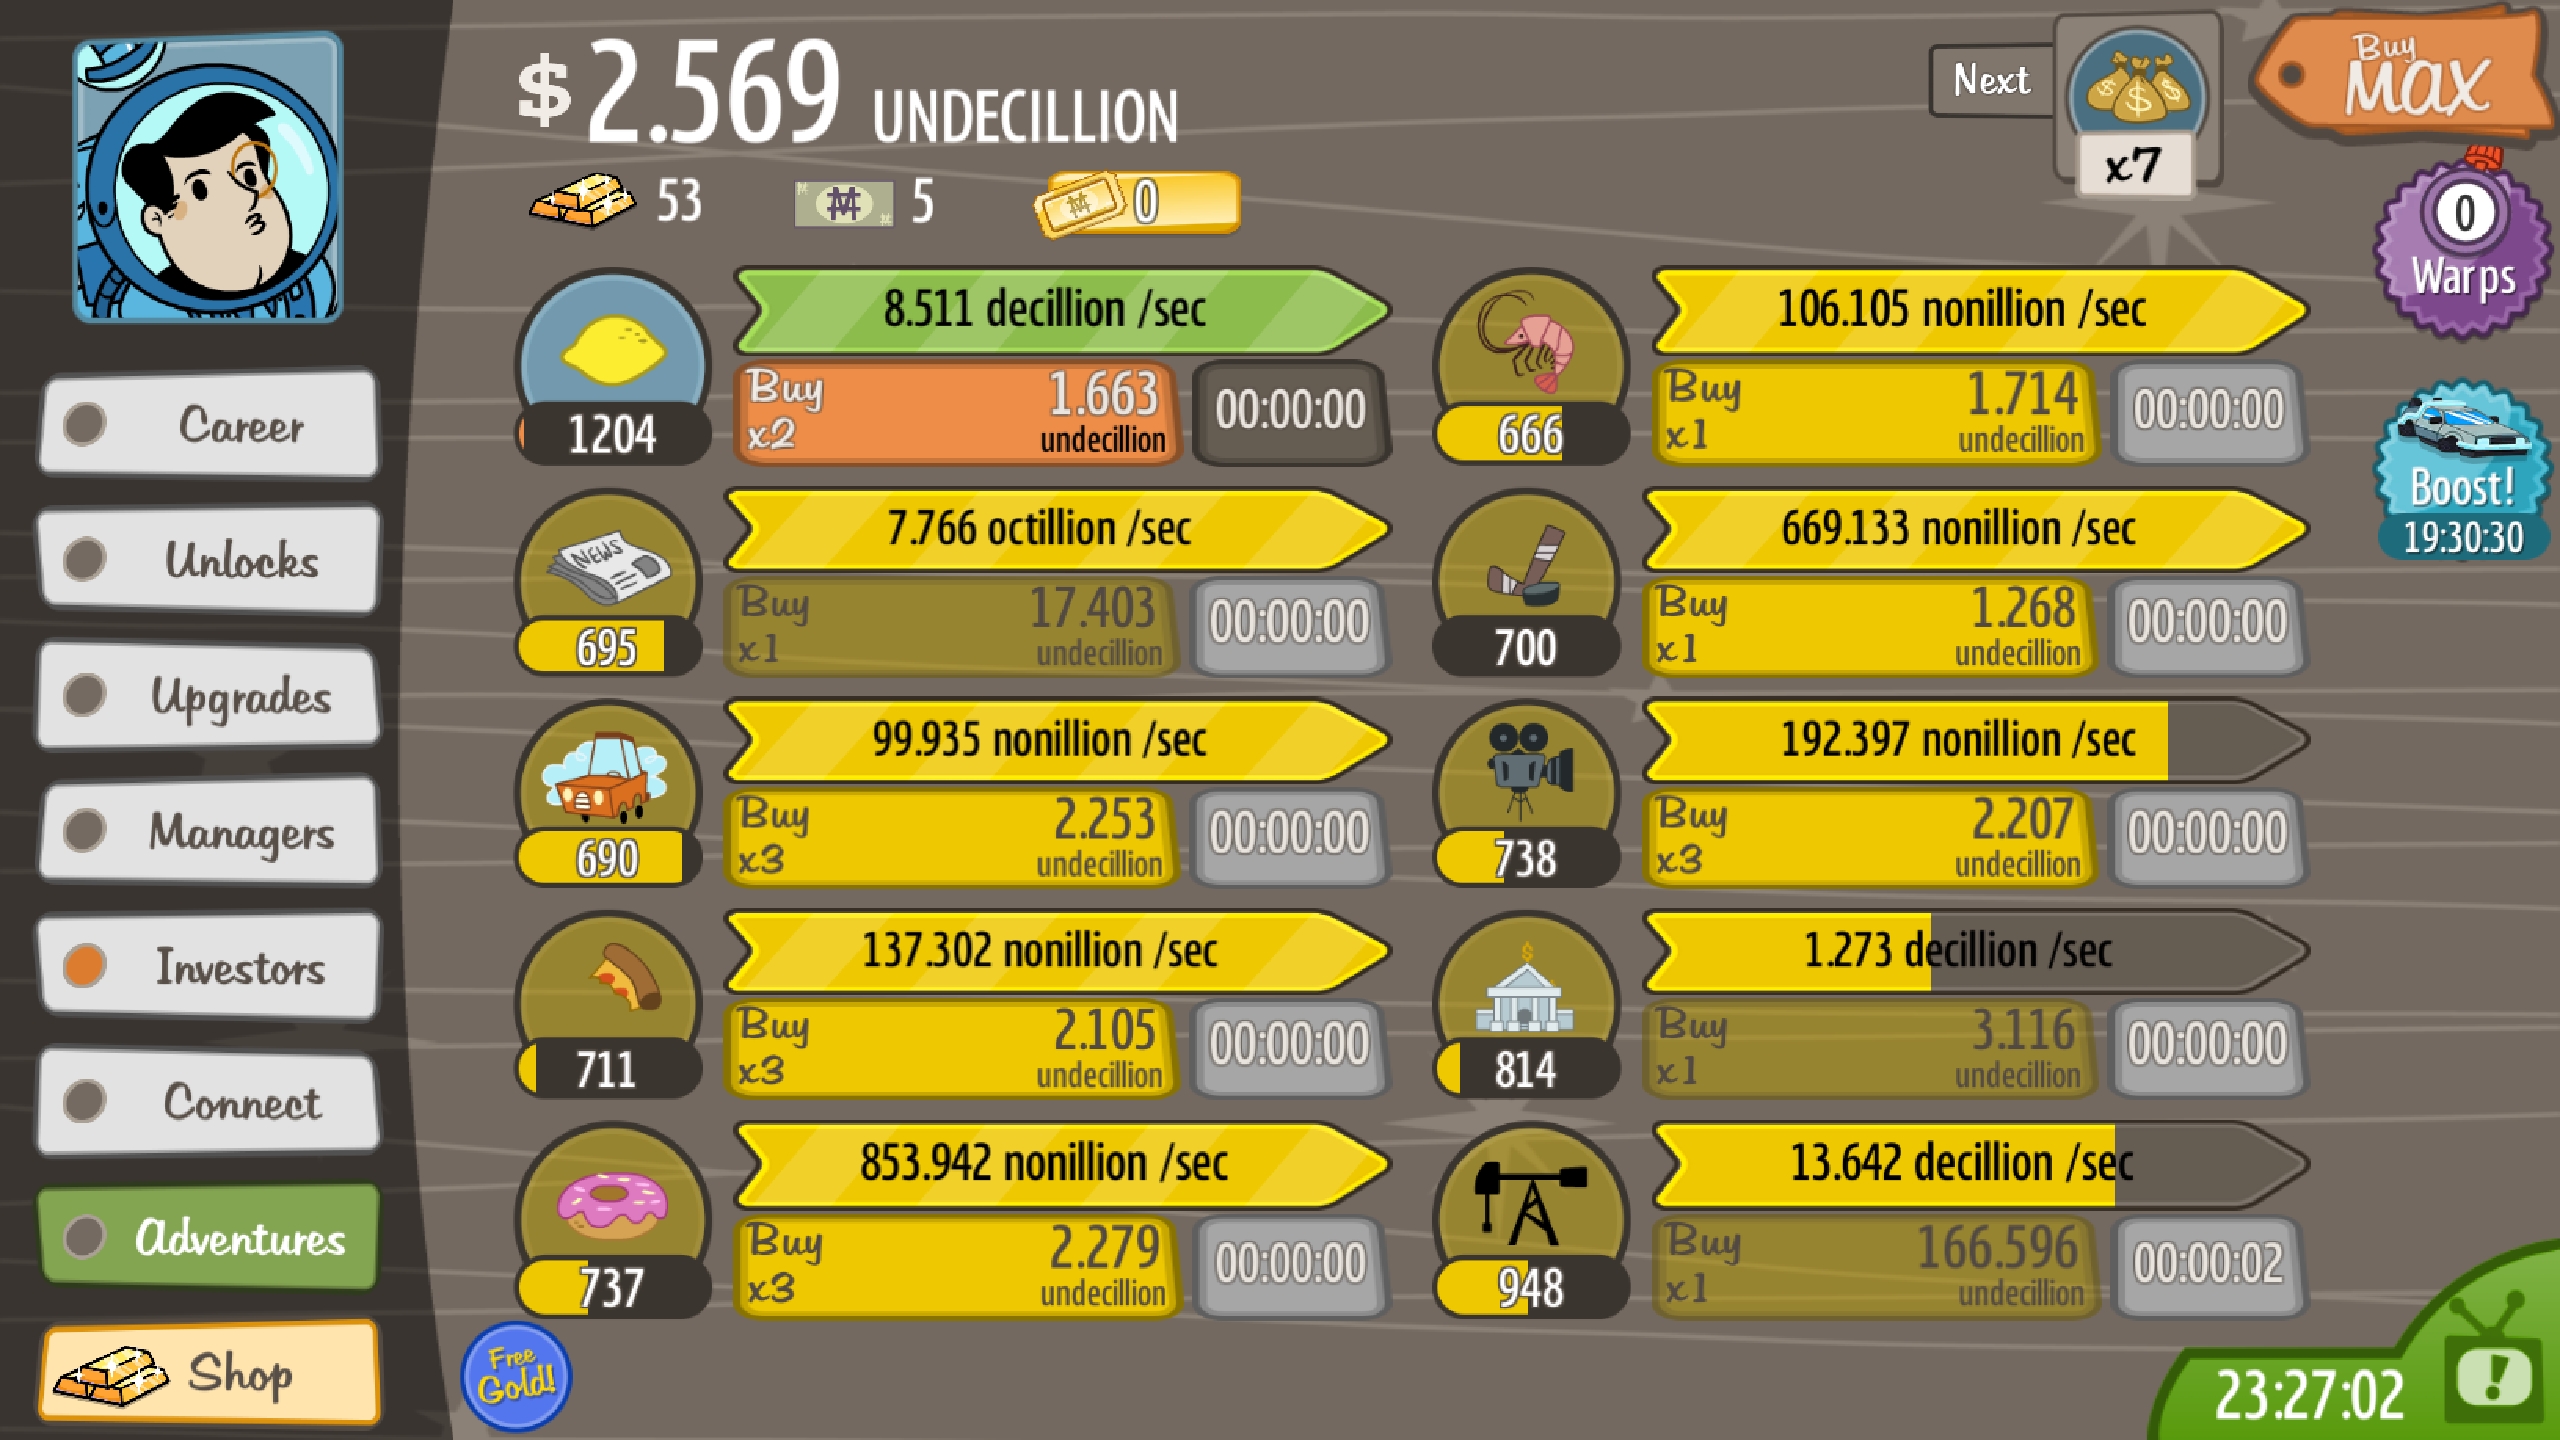 $2.569 UNDECILLION
Next
x7
Buy
MAX
53
5
0
0
Warps
Boost!
19:30:30
Career
Unlocks
Upgrades
Managers
Investors
Connect
Adventures
Shop
8.511 decillion /sec
1204
Buy
x2
1.663
undecillion
00:00:00
NEWS
7.766 octillion /sec
695
Buy
x1
17.403
undecillion
00:00:00
99.935 nonillion /sec
690
Buy
x3
2.253
undecillion
00:00:00
137.302 nonillion /sec
711
Buy
x3
2.105
undecillion
00:00:00
853.942 nonillion /sec
737
Buy
x3
2.279
undecillion
00:00:00
106.105 nonillion /sec
666
Buy
x1
1.714
undecillion
00:00:00
669.133 nonillion /sec
700
Buy
x1
1.268
undecillion
00:00:00
192.397 nonillion /sec
738
Buy
x3
2.207
undecillion
00:00:00
1.273 decillion /sec
814
Buy
x1
3.116
undecillion
00:00:00
13.642 decillion /sec
948
Buy
x1
166.596
undecillion
00:00:02
Free
Gold!
23:27:02
!